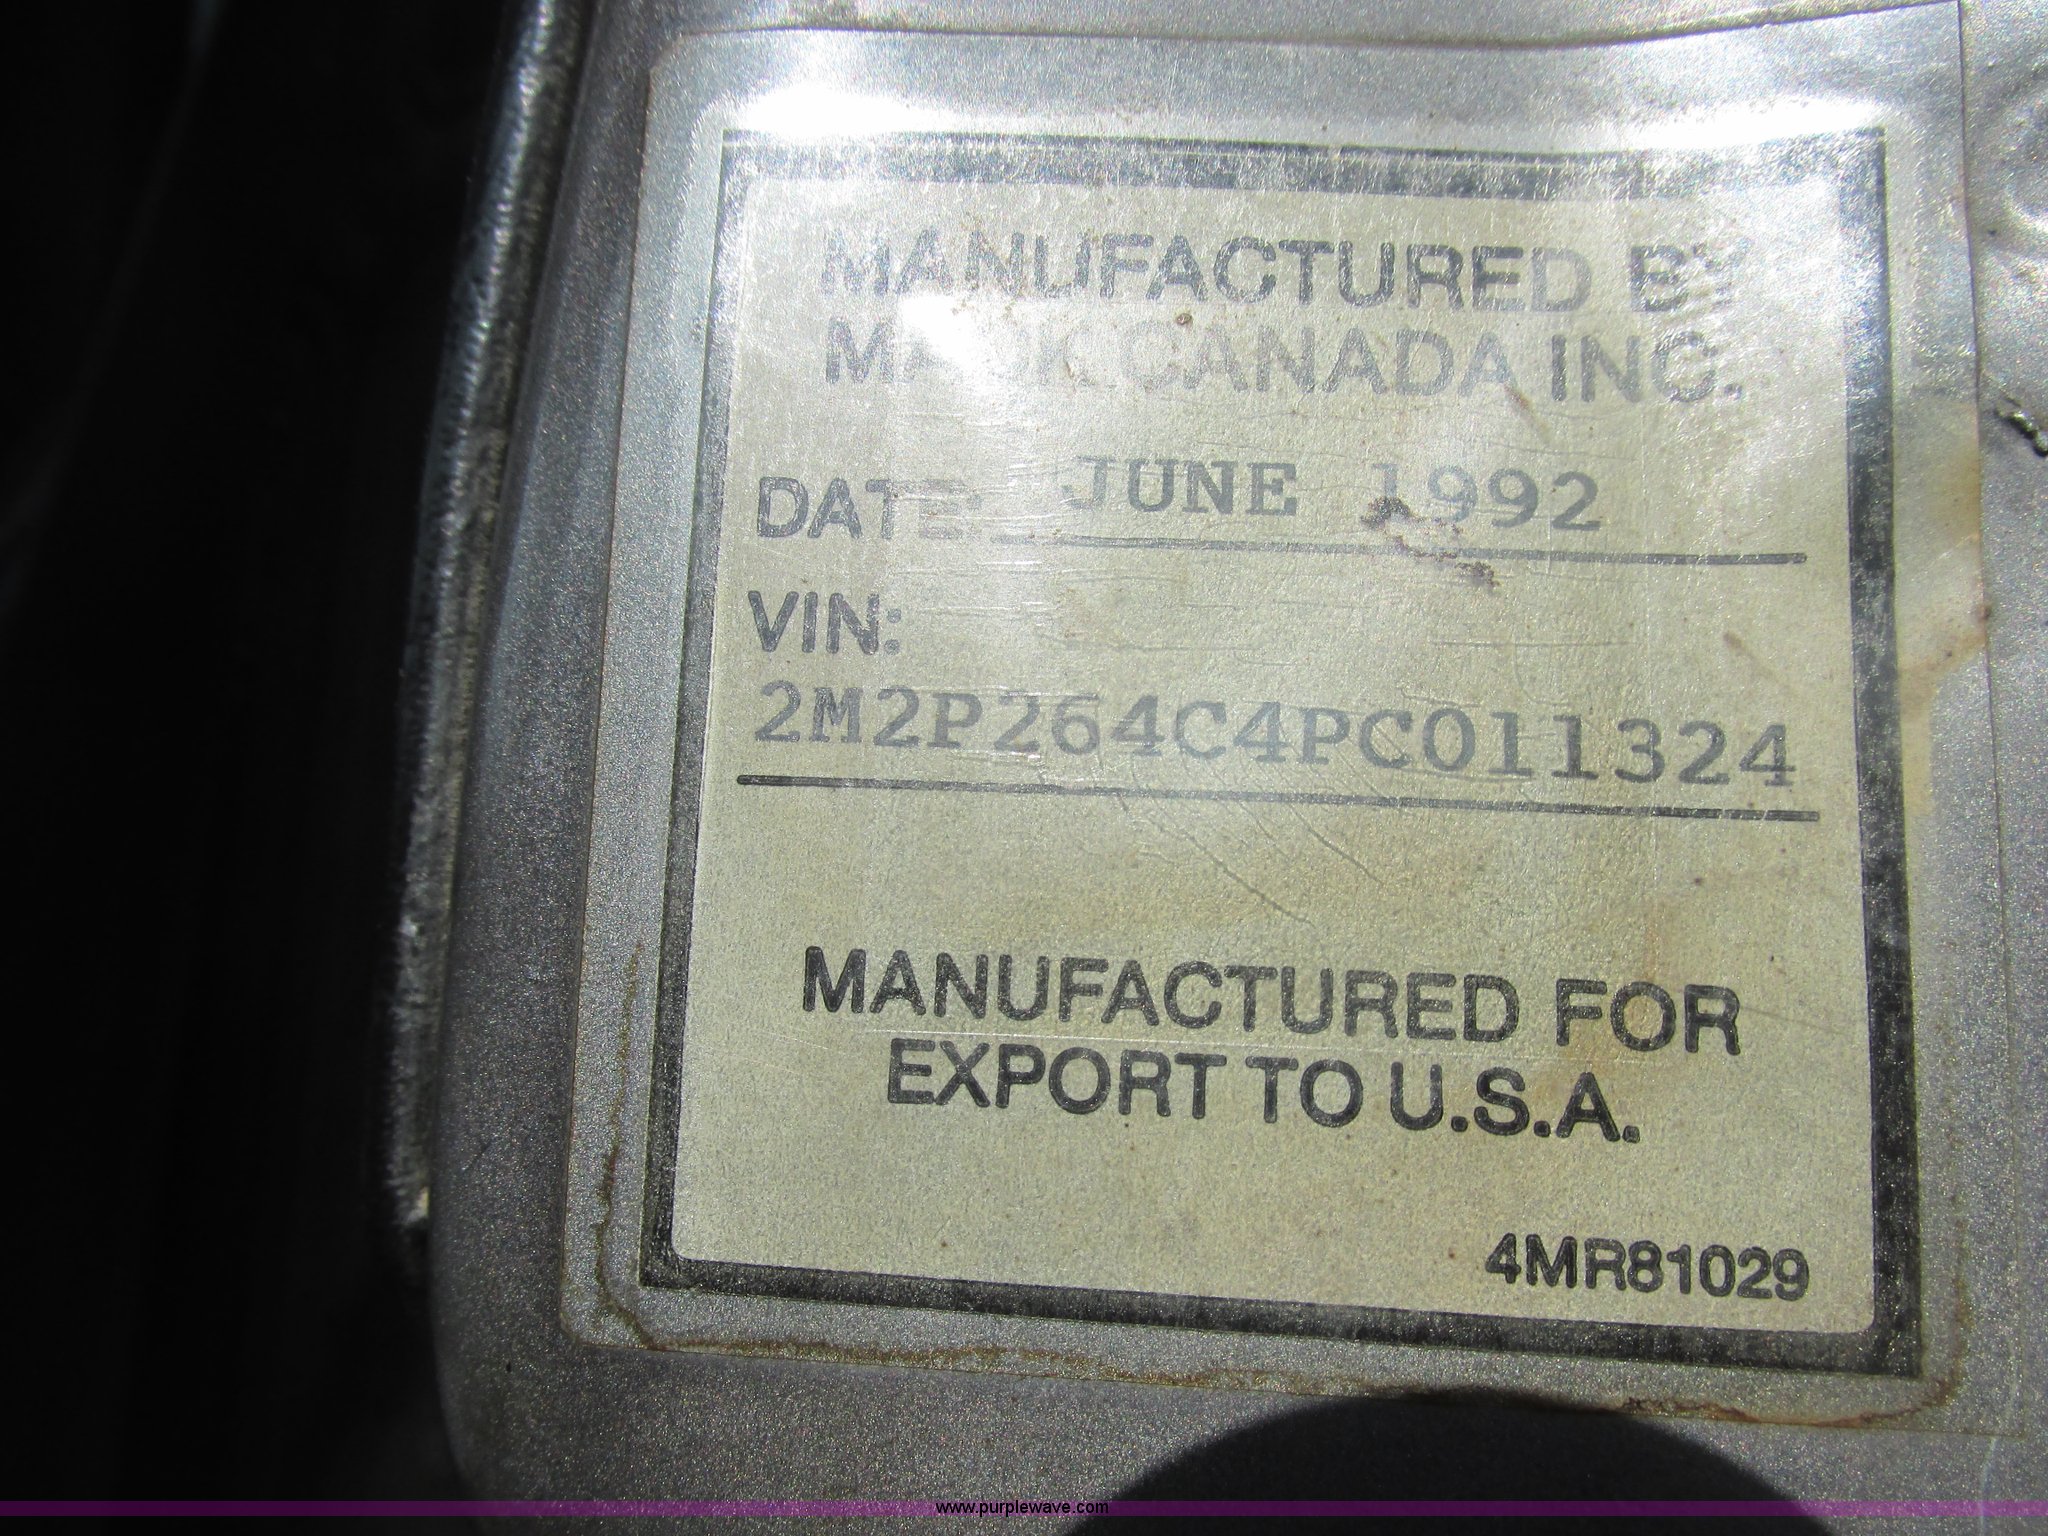 MANUFACTURED BY
MACK CANADA INC.
DATE: JUNE 1992
VIN:
2M2P264C4PC011324
MANUFACTURED FOR
EXPORT TO U.S.A.
4MR81029
www.purplewave.com